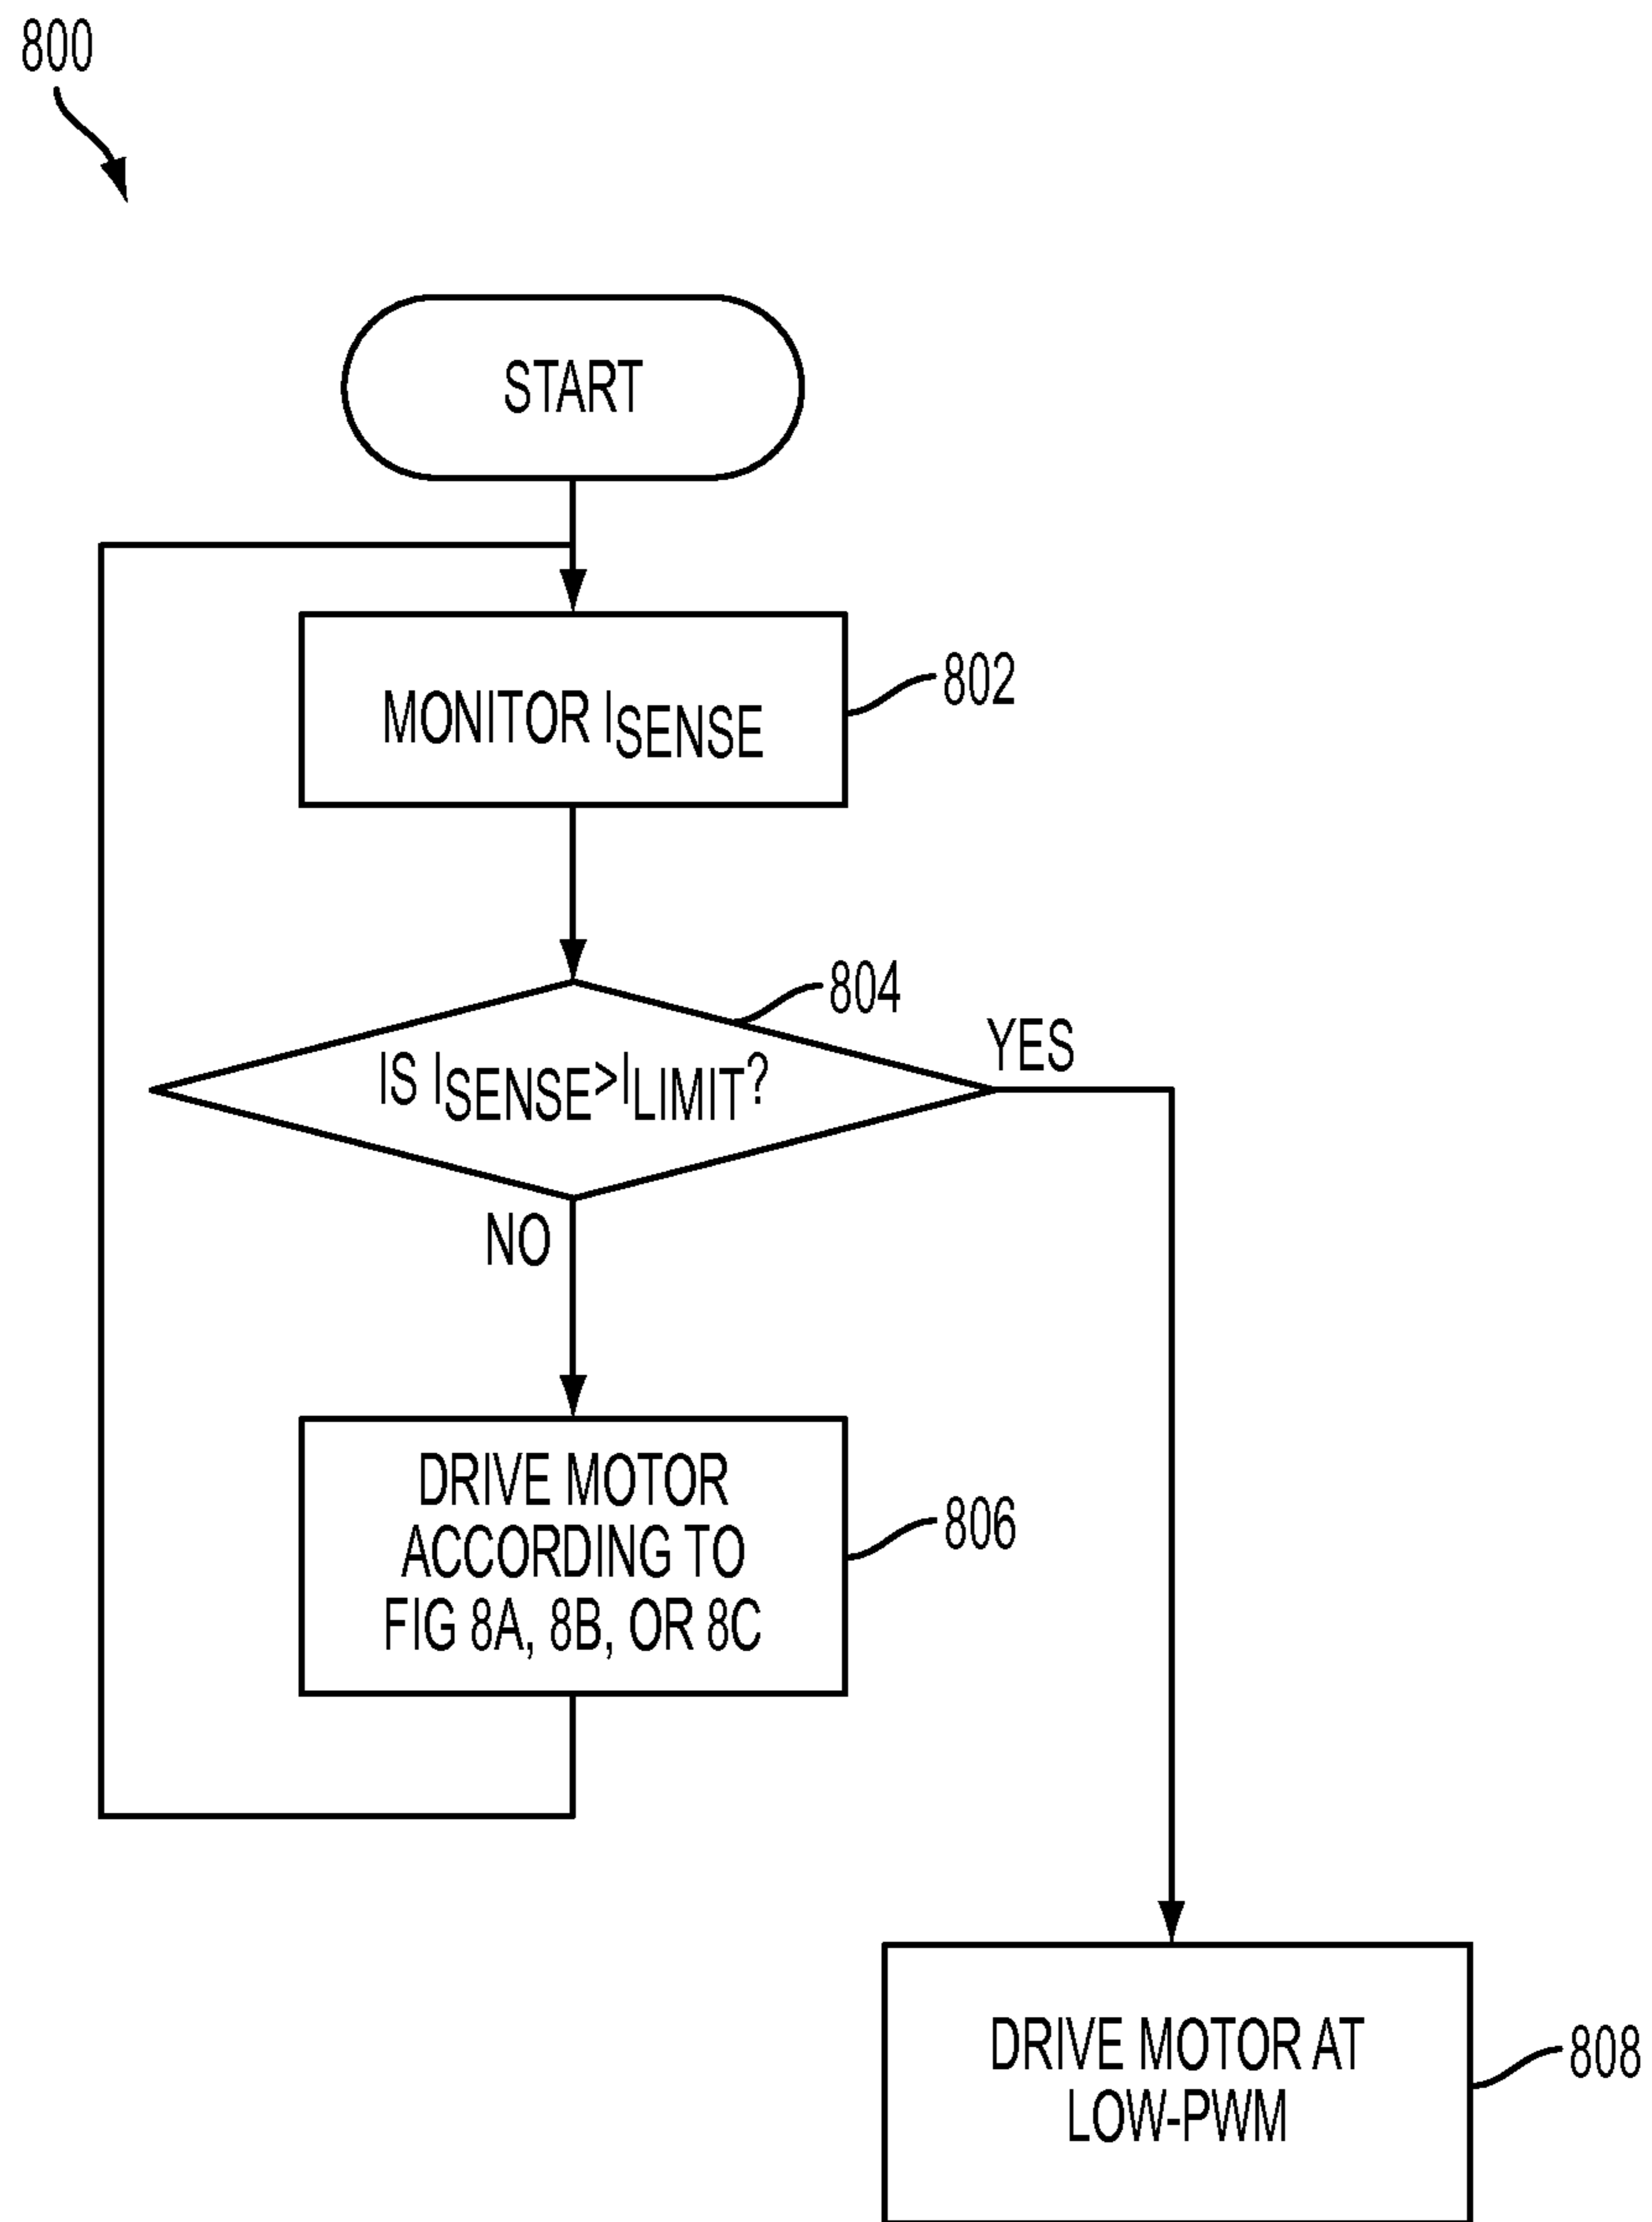 800
START
MONITOR ISENSE
802
804
IS ISENSE>ILIMIT?
YES
NO
DRIVE MOTOR
ACCORDING TO
FIG 8A, 8B, OR 8C
806
DRIVE MOTOR AT
LOW-PWM
808